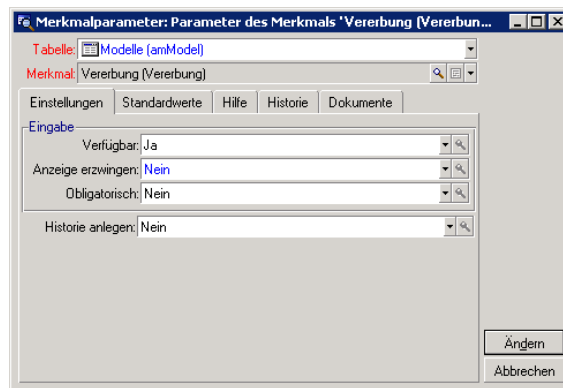 Merkmalparameter: Parameter des Merkmals 'Vererbung (Vererbun...
Tabelle: Modelle (amModel)
Merkmal: Vererbung (Vererbung)
Einstellungen Standardwerte Hilfe Historie Dokumente
Eingabe
Verfügbar: Ja
Anzeige erzwingen: Nein
Obligatorisch: Nein
Historie anlegen: Nein
Ändern
Abbrechen